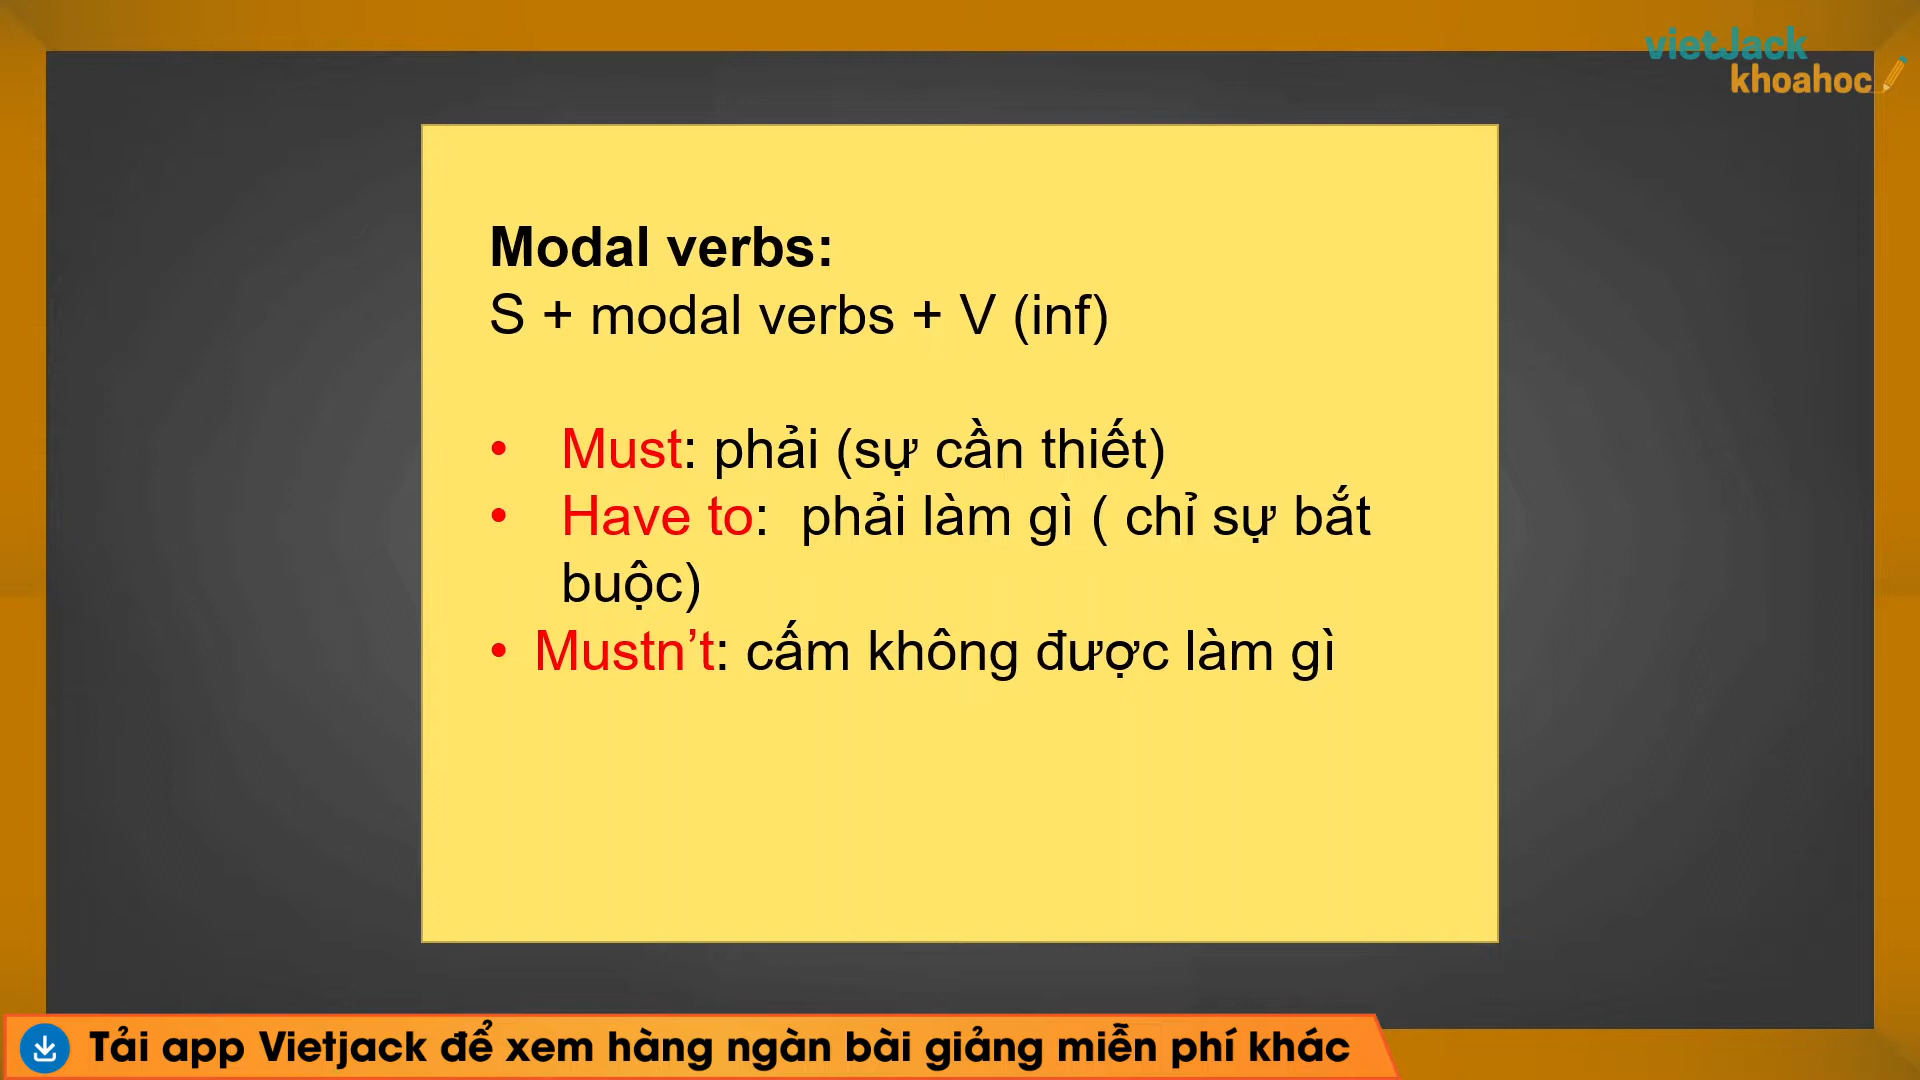 vietJack
khoahoc
Modal verbs:
S + modal verbs + V (inf)
• Must: phải (sự cần thiết)
• Have to:  phải làm gì ( chỉ sự bắt
buộc)
• Mustn’t: cấm không được làm gì
Tải app Vietjack để xem hàng ngàn bài giảng miễn phí khác